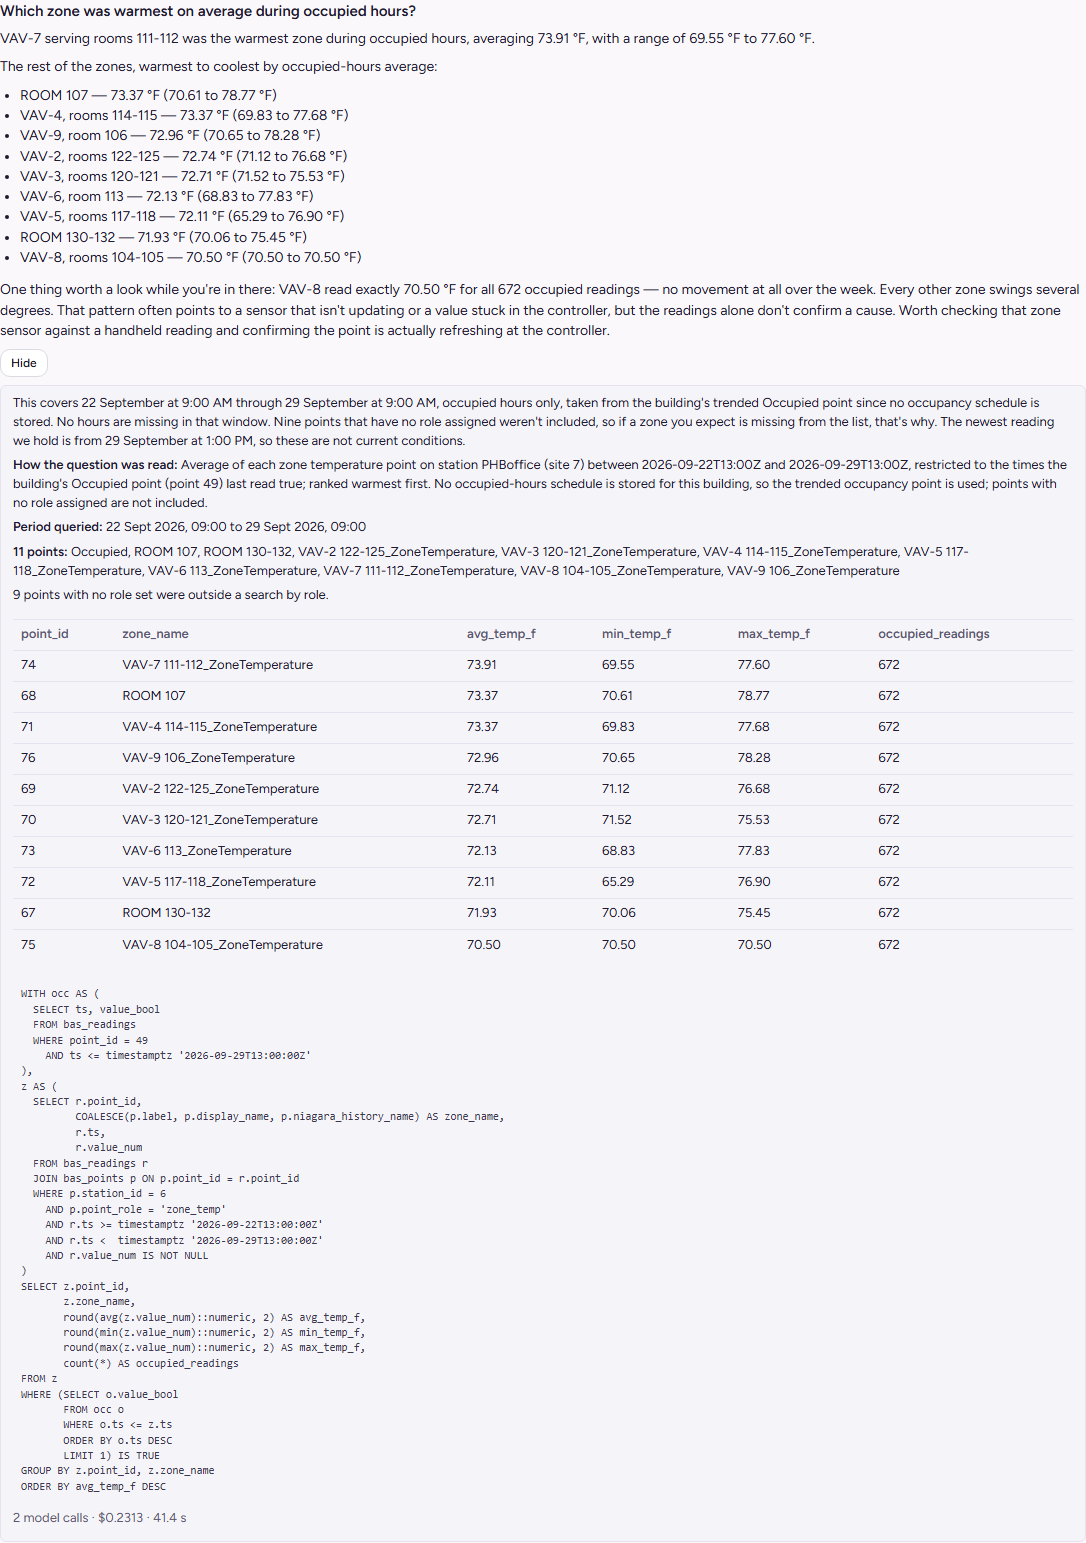 Which zone was warmest on average during occupied hours?
VAV-7 serving rooms 111-112 was the warmest zone during occupied hours, averaging 73.91 °F, with a range of 69.55 °F to 77.60 °F.
The rest of the zones, warmest to coolest by occupied-hours average:
• ROOM 107 — 73.37 °F (70.61 to 78.77 °F)
• VAV-4, rooms 114-115 — 73.37 °F (69.83 to 77.68 °F)
• VAV-9, room 106 — 72.96 °F (70.65 to 78.28 °F)
• VAV-2, rooms 122-125 — 72.74 °F (71.12 to 76.68 °F)
• VAV-3, rooms 120-121 — 72.71 °F (71.52 to 75.53 °F)
• VAV-6, room 113 — 72.13 °F (68.83 to 77.83 °F)
• VAV-5, rooms 117-118 — 72.11 °F (65.29 to 76.90 °F)
• ROOM 130-132 — 71.93 °F (70.06 to 75.45 °F)
• VAV-8, rooms 104-105 — 70.50 °F (70.50 to 70.50 °F)
One thing worth a look while you're in there: VAV-8 read exactly 70.50 °F for all 672 occupied readings — no movement at all over the week. Every other zone swings several
degrees. That pattern often points to a sensor that isn't updating or a value stuck in the controller, but the readings alone don't confirm a cause. Worth checking that zone
sensor against a handheld reading and confirming the point is actually refreshing at the controller.
Hide
This covers 22 September at 9:00 AM through 29 September at 9:00 AM, occupied hours only, taken from the building's trended Occupied point since no occupancy schedule is
stored. No hours are missing in that window. Nine points that have no role assigned weren't included, so if a zone you expect is missing from the list, that's why. The newest reading
we hold is from 29 September at 1:00 PM, so these are not current conditions.
How the question was read: Average of each zone temperature point on station PHBoffice (site 7) between 2026-09-22T13:00Z and 2026-09-29T13:00Z, restricted to the times the
building's Occupied point (point 49) last read true; ranked warmest first. No occupied-hours schedule is stored for this building, so the trended occupancy point is used; points with
no role assigned are not included.
Period queried: 22 Sept 2026, 09:00 to 29 Sept 2026, 09:00
11 points: Occupied, ROOM 107, ROOM 130-132, VAV-2 122-125_ZoneTemperature, VAV-3 120-121_ZoneTemperature, VAV-4 114-115_ZoneTemperature, VAV-5 117-
118_ZoneTemperature, VAV-6 113_ZoneTemperature, VAV-7 111-112_ZoneTemperature, VAV-8 104-105_ZoneTemperature, VAV-9 106_ZoneTemperature
9 points with no role set were outside a search by role.
point_id zone_name avg_temp_f min_temp_f max_temp_f occupied_readings
74 VAV-7 111-112_ZoneTemperature 73.91 69.55 77.60 672
68 ROOM 107 73.37 70.61 78.77 672
71 VAV-4 114-115_ZoneTemperature 73.37 69.83 77.68 672
76 VAV-9 106_ZoneTemperature 72.96 70.65 78.28 672
69 VAV-2 122-125_ZoneTemperature 72.74 71.12 76.68 672
70 VAV-3 120-121_ZoneTemperature 72.71 71.52 75.53 672
73 VAV-6 113_ZoneTemperature 72.13 68.83 77.83 672
72 VAV-5 117-118_ZoneTemperature 72.11 65.29 76.90 672
67 ROOM 130-132 71.93 70.06 75.45 672
75 VAV-8 104-105_ZoneTemperature 70.50 70.50 70.50 672
WITH occ AS (
  SELECT ts, value_bool
  FROM bas_readings
  WHERE point_id = 49
    AND ts <= timestamptz '2026-09-29T13:00:00Z'
),
z AS (
  SELECT r.point_id,
         COALESCE(p.label, p.display_name, p.niagara_history_name) AS zone_name,
         r.ts,
         r.value_num
  FROM bas_readings r
  JOIN bas_points p ON p.point_id = r.point_id
  WHERE p.station_id = 6
    AND p.point_role = 'zone_temp'
    AND r.ts >= timestamptz '2026-09-22T13:00:00Z'
    AND r.ts <  timestamptz '2026-09-29T13:00:00Z'
    AND r.value_num IS NOT NULL
)
SELECT z.point_id,
       z.zone_name,
       round(avg(z.value_num)::numeric, 2) AS avg_temp_f,
       round(min(z.value_num)::numeric, 2) AS min_temp_f,
       round(max(z.value_num)::numeric, 2) AS max_temp_f,
       count(*) AS occupied_readings
FROM z
WHERE (SELECT o.value_bool
       FROM occ o
       WHERE o.ts <= z.ts
       ORDER BY o.ts DESC
       LIMIT 1) IS TRUE
GROUP BY z.point_id, z.zone_name
ORDER BY avg_temp_f DESC
2 model calls · $0.2313 · 41.4 s